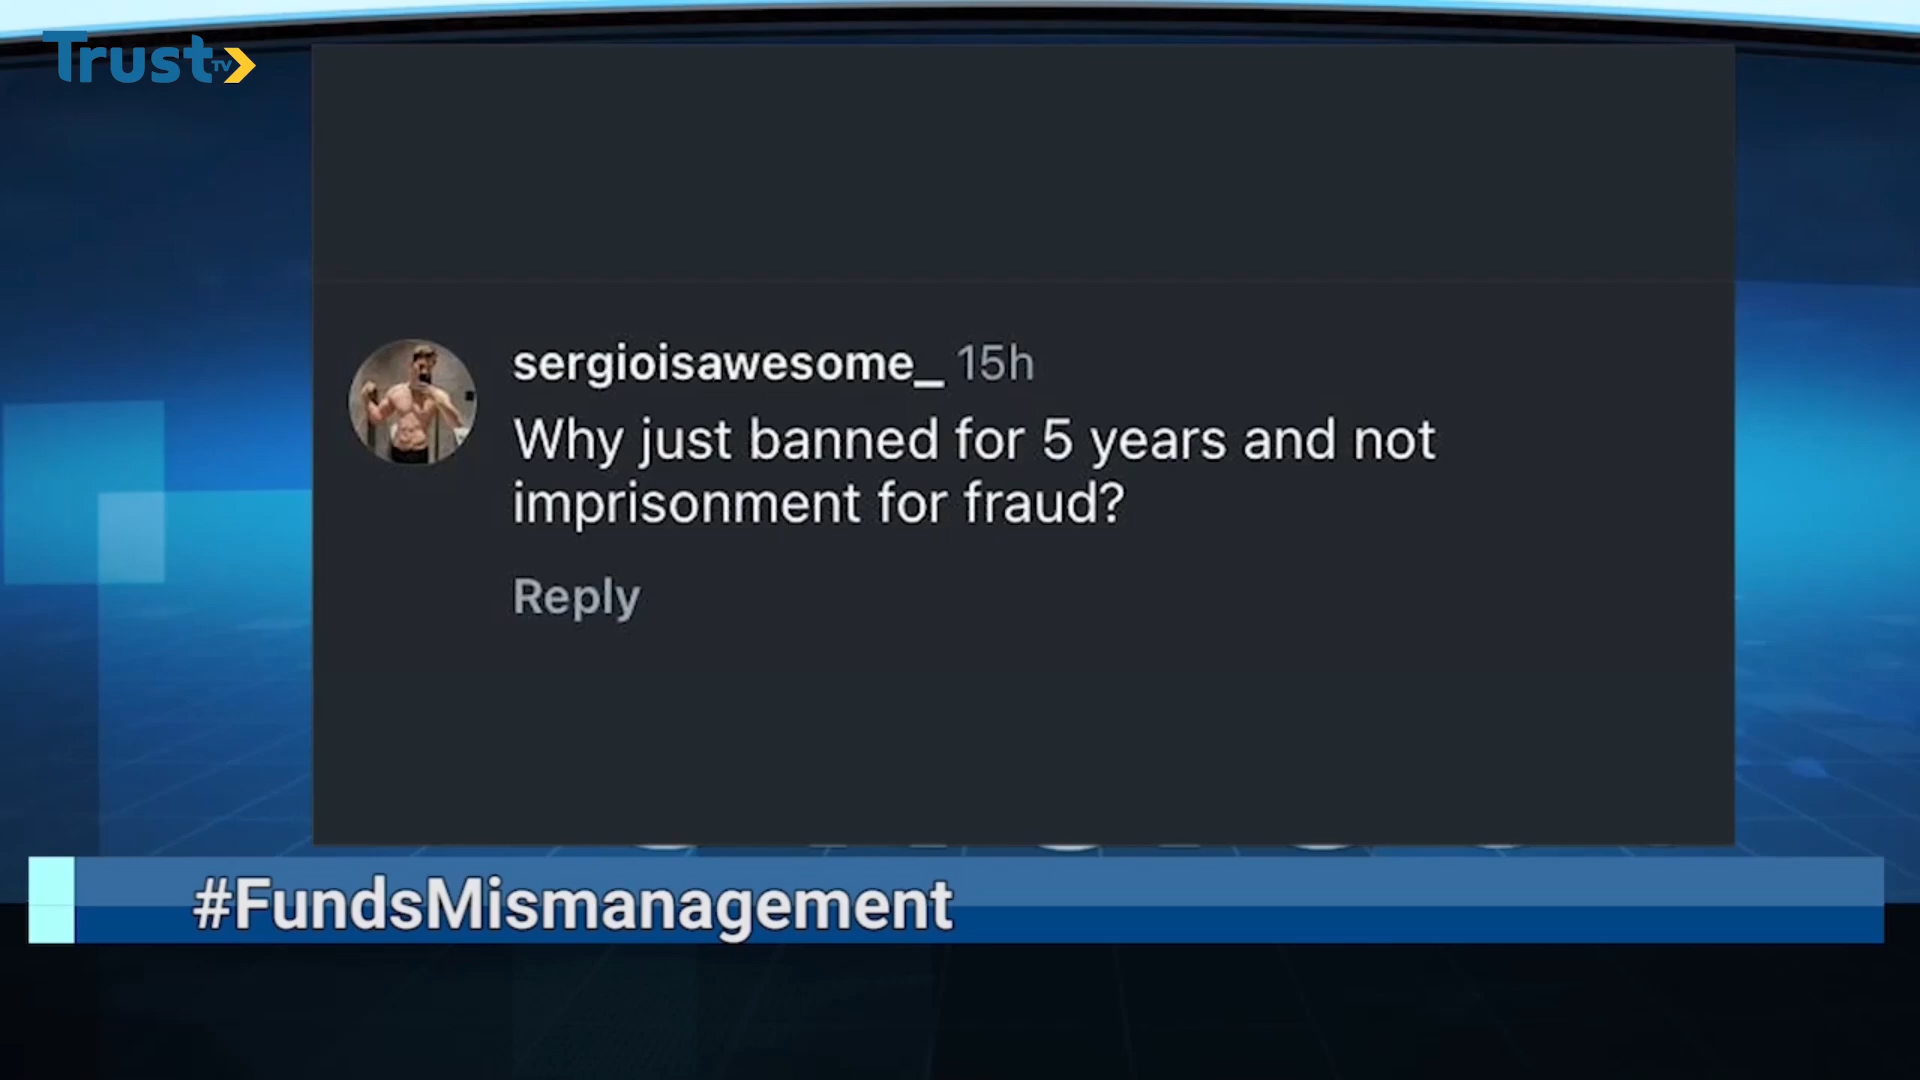 Trust TV
sergioisawesome_ 15h
Why just banned for 5 years and not
imprisonment for fraud?
Reply
#FundsMismanagement